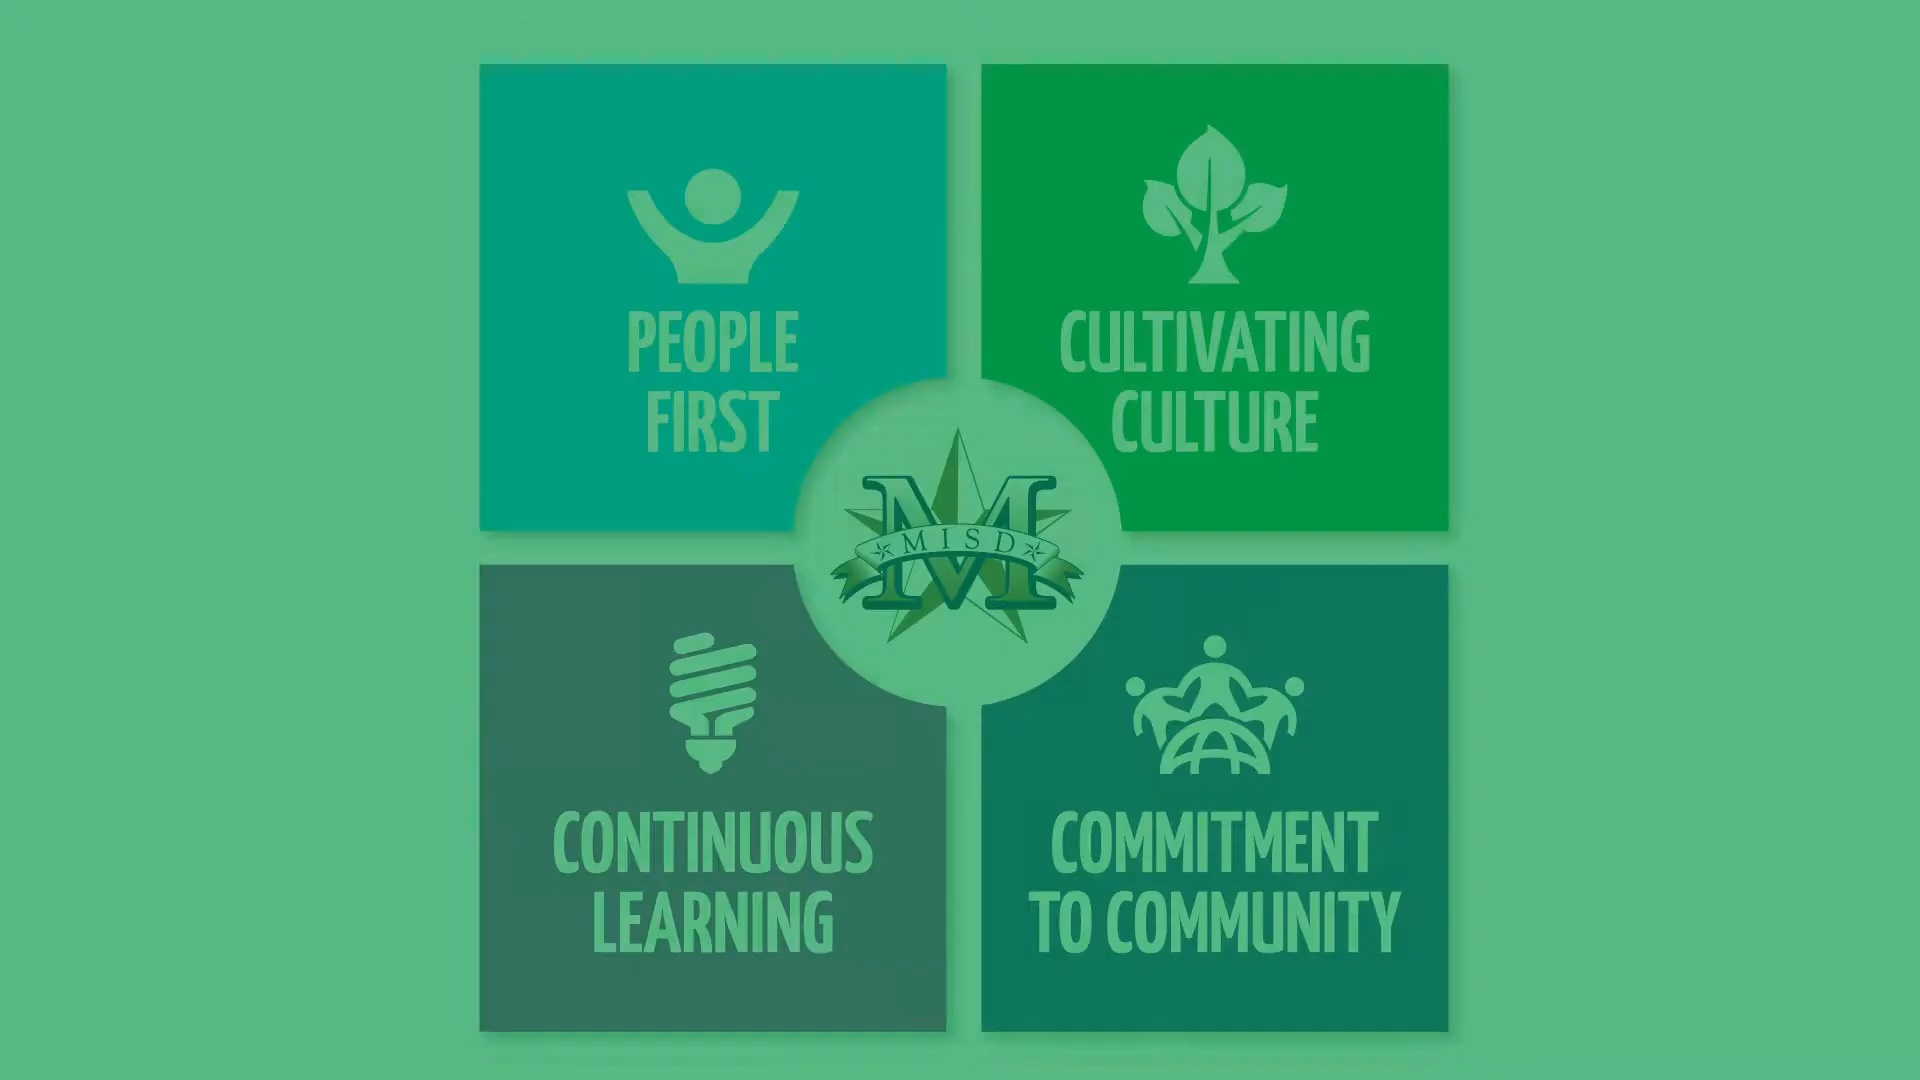 PEOPLE
FIRST
CULTIVATING
CULTURE
M
MISD
CONTINUOUS
LEARNING
COMMITMENT
TO COMMUNITY